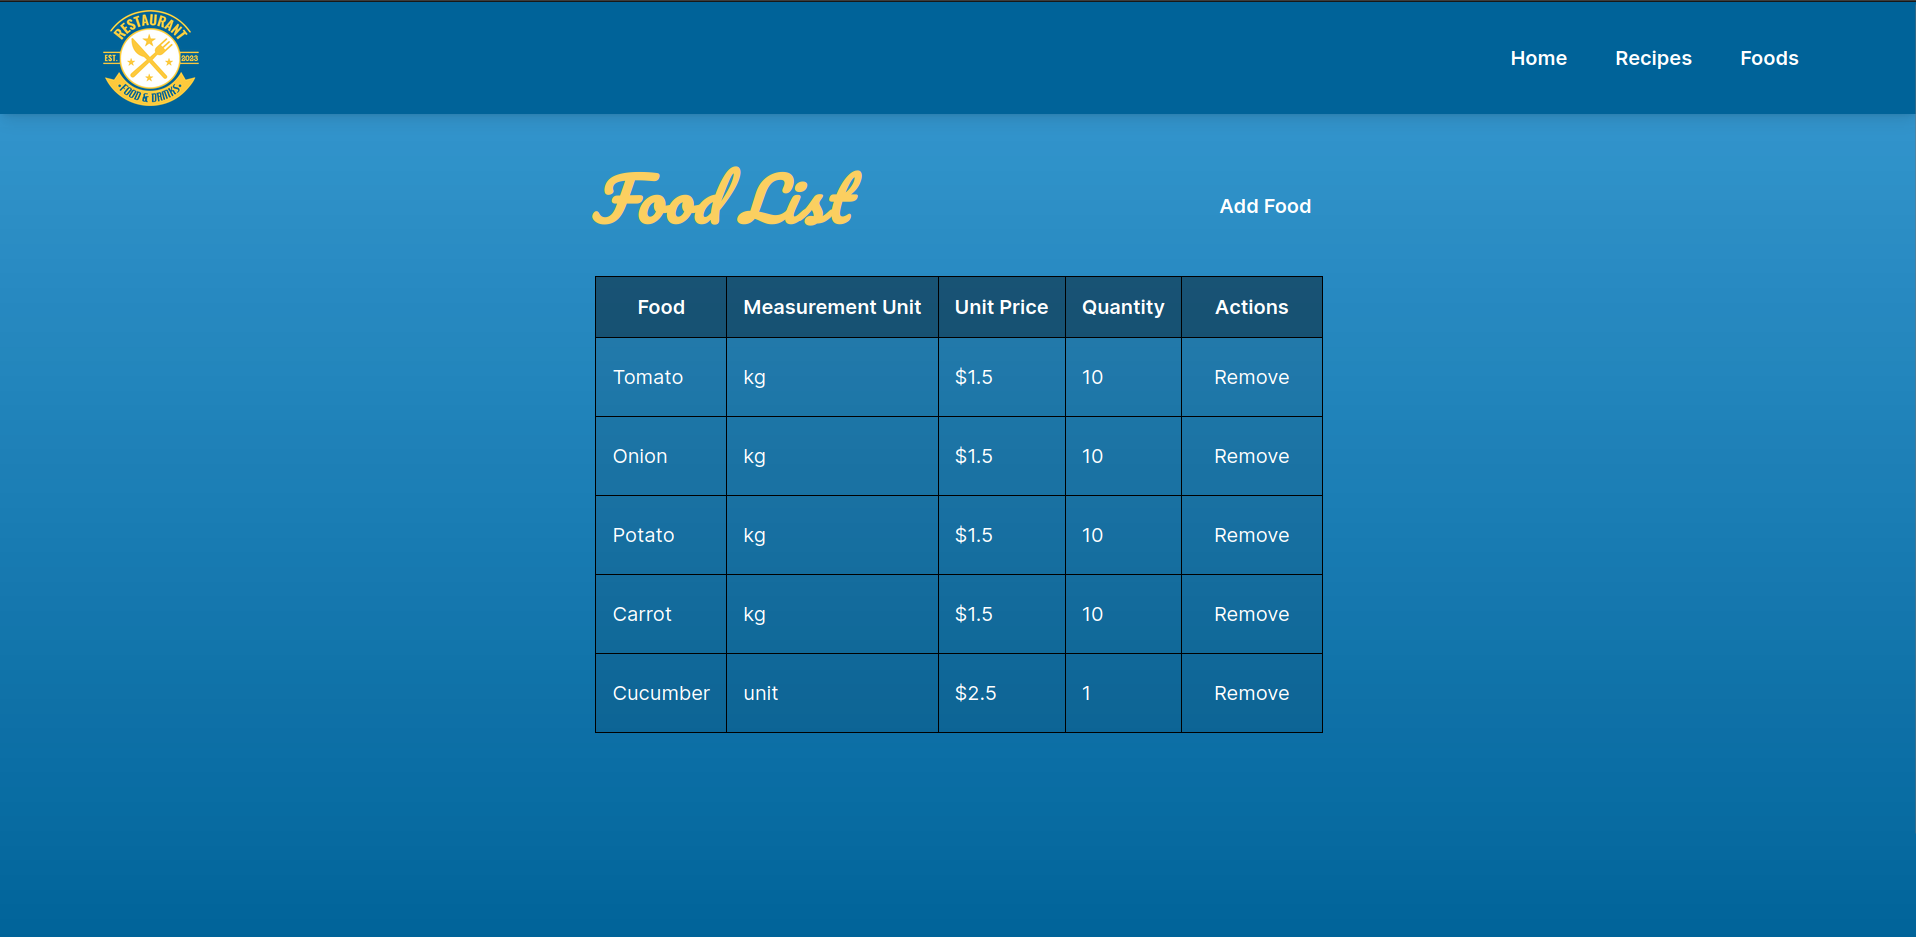 RESTAURANT
EST. 2023
•FOOD & DRINKS•
Home Recipes Foods
Food List
Add Food
Food Measurement Unit Unit Price Quantity Actions
Tomato kg $1.5 10 Remove
Onion kg $1.5 10 Remove
Potato kg $1.5 10 Remove
Carrot kg $1.5 10 Remove
Cucumber unit $2.5 1 Remove